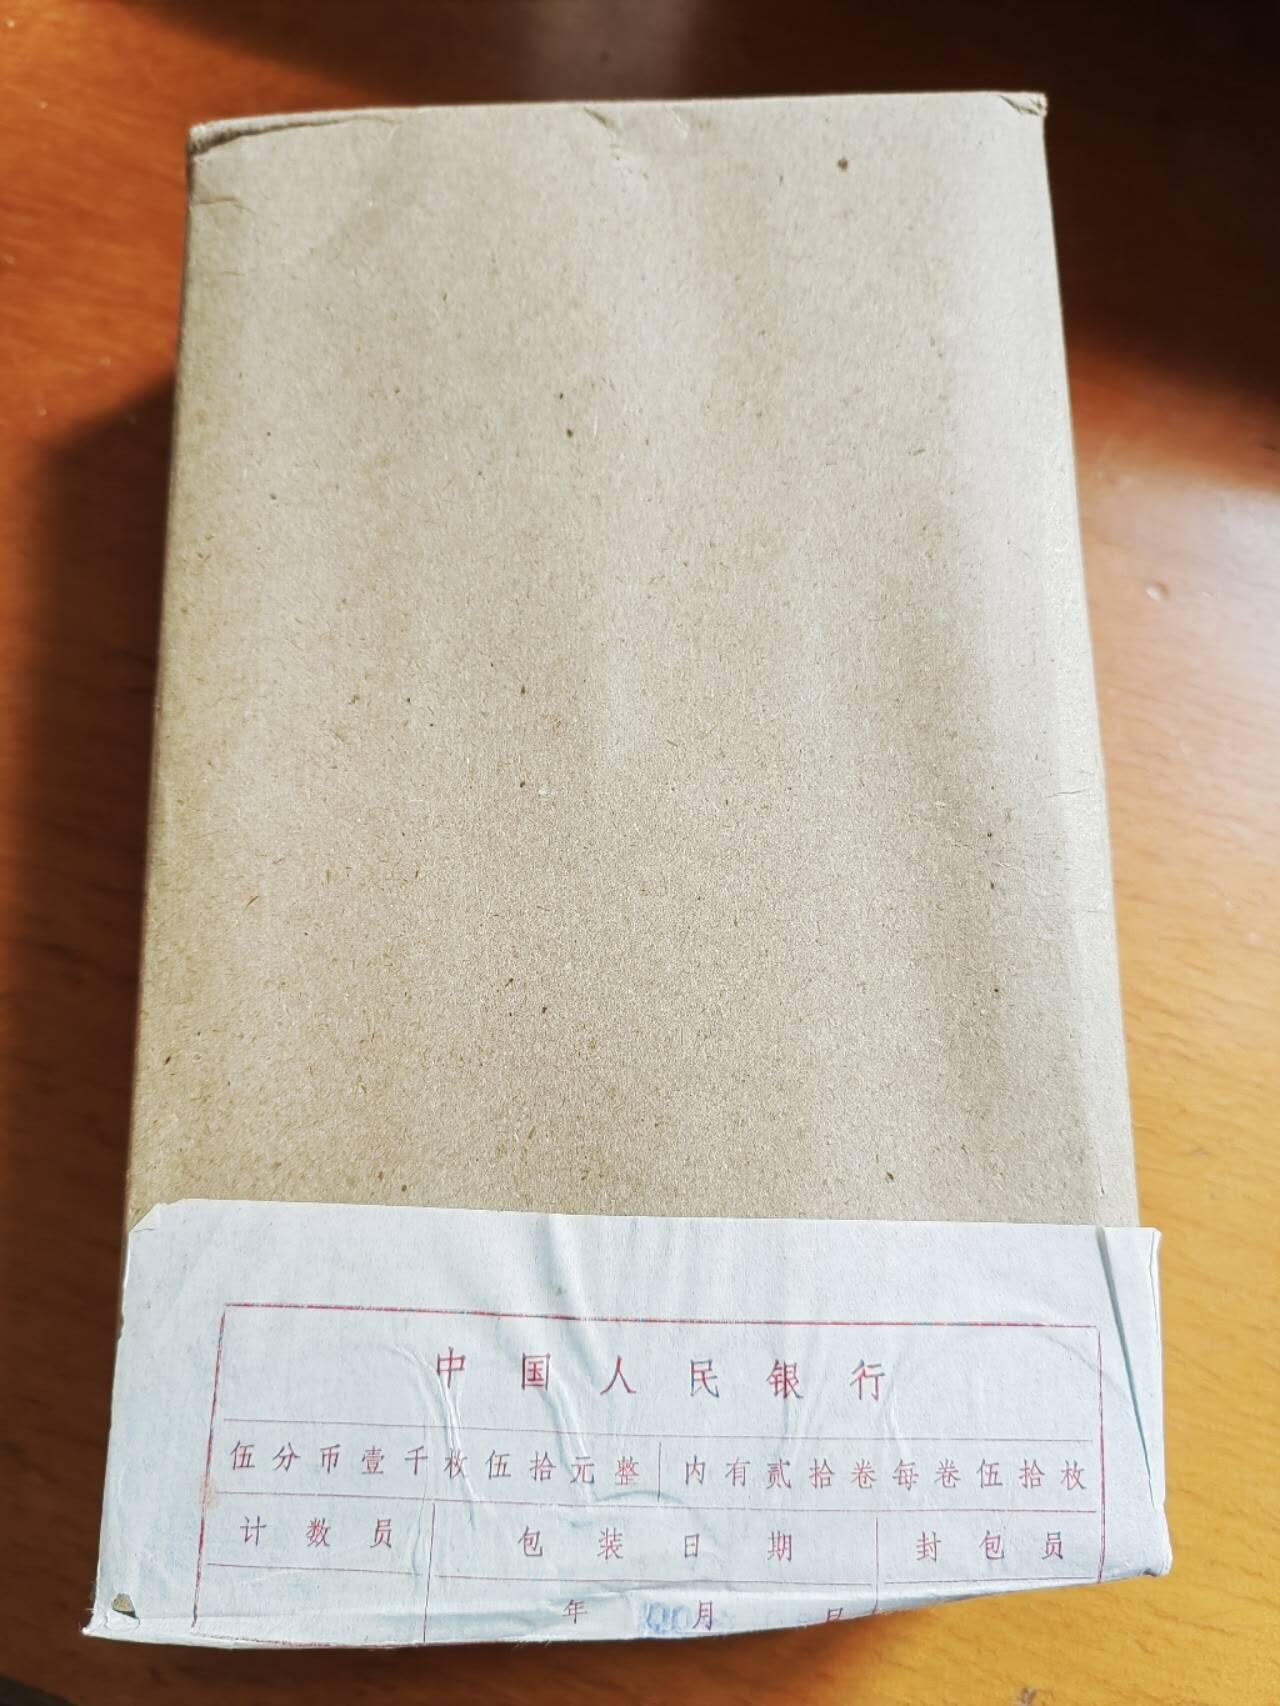 中国人民银行
伍分币壹千枚伍拾元整 内有贰拾卷每卷伍拾枚
计数员 包装日期 封包员
年 月 日